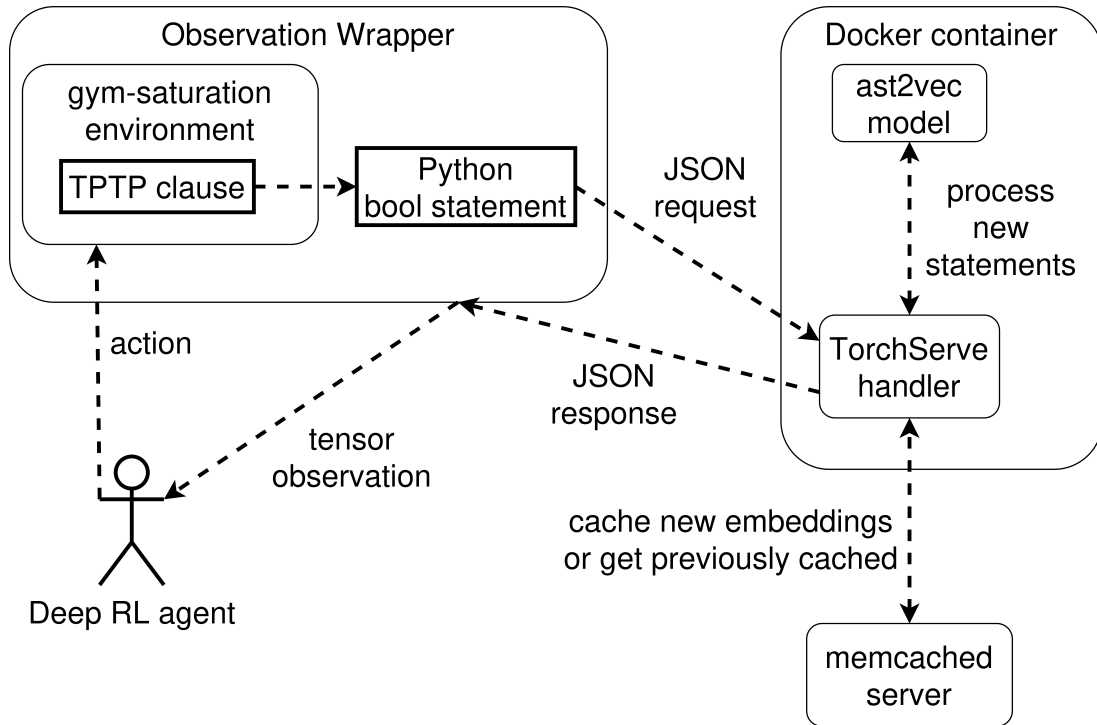 Observation Wrapper
gym-saturation
environment
TPTP clause
Python
bool statement
JSON
request
Docker container
ast2vec
model
process
new
statements
TorchServe
handler
action
JSON
response
tensor
observation
cache new embeddings
or get previously cached
Deep RL agent
memcached
server